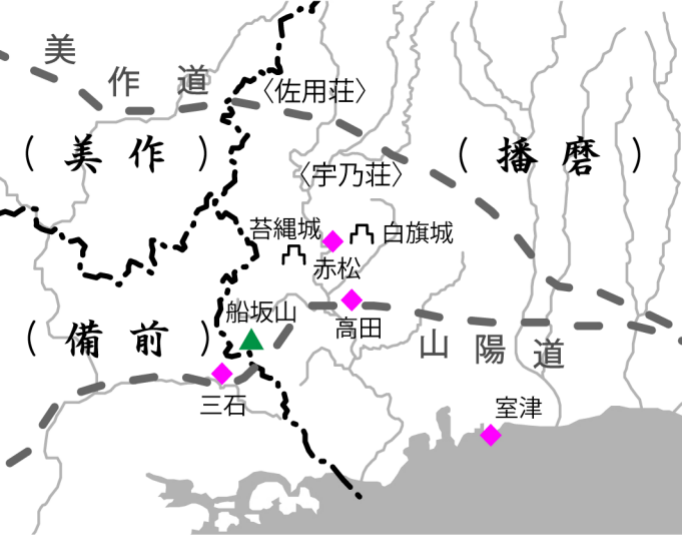 美作道
〈佐用荘〉
(美作)
(播磨)
〈宇乃荘〉
苔縄城
白旗城
赤松
船坂山
高田
(備前)
山陽道
三石
室津